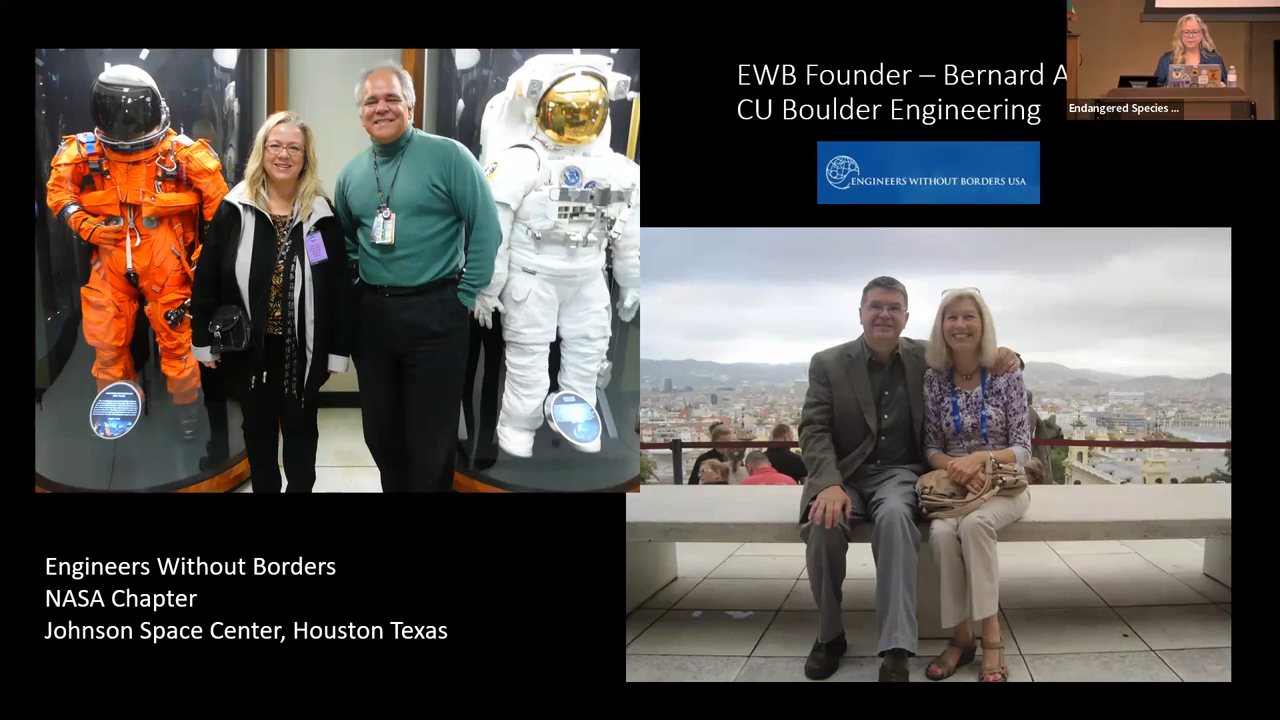 EWB Founder – Bernard A
CU Boulder Engineering
Endangered Species ...
ENGINEERS WITHOUT BORDERS USA
Engineers Without Borders
NASA Chapter
Johnson Space Center, Houston Texas